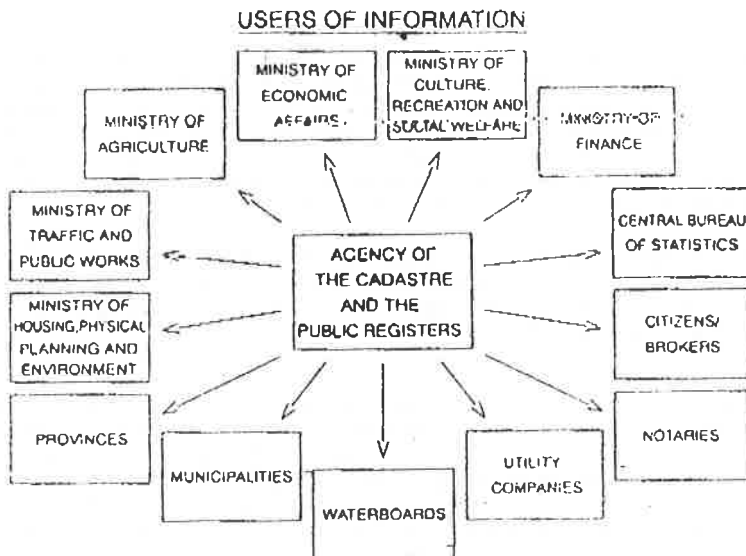 USERS OF INFORMATION
MINISTRY OF
ECONOMIC
AFFAIRS
MINISTRY OF
CULTURE,
RECREATION AND
SOCIAL WELFARE
MINISTRY OF
AGRICULTURE
MINISTRY OF
FINANCE
MINISTRY OF
TRAFFIC AND
PUBLIC WORKS
AGENCY OF
THE CADASTRE
AND THE
PUBLIC REGISTERS
CENTRAL BUREAU
OF STATISTICS
MINISTRY OF
HOUSING, PHYSICAL
PLANNING AND
ENVIRONMENT
CITIZENS/
BROKERS
PROVINCES
MUNICIPALITIES
WATERBOARDS
UTILITY
COMPANIES
NOTARIES